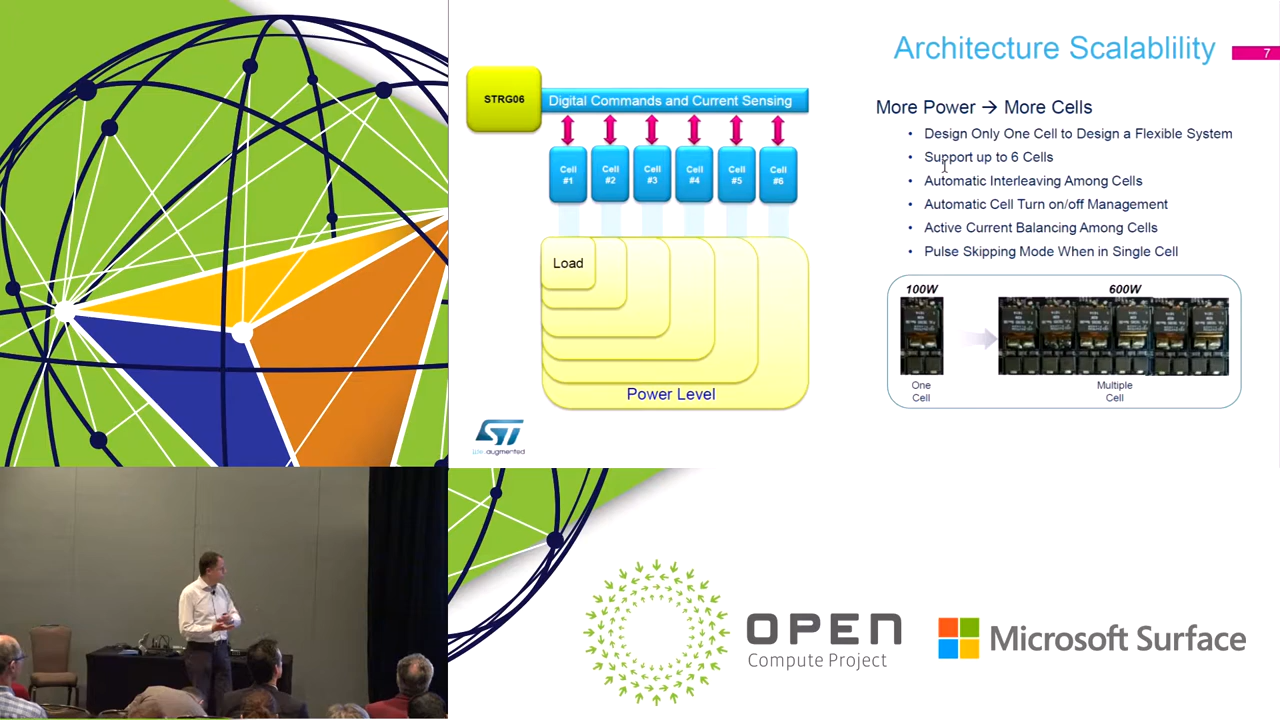 Architecture Scalablility
7
STRG06
Digital Commands and Current Sensing
Cell #1
Cell #2
Cell #3
Cell #4
Cell #5
Cell #6
Load
Power Level
More Power → More Cells
• Design Only One Cell to Design a Flexible System
• Support up to 6 Cells
• Automatic Interleaving Among Cells
• Automatic Cell Turn on/off Management
• Active Current Balancing Among Cells
• Pulse Skipping Mode When in Single Cell
100W
600W
One
Cell
Multiple
Cell
ST
life.augmented
OPEN
Compute Project
Microsoft Surface